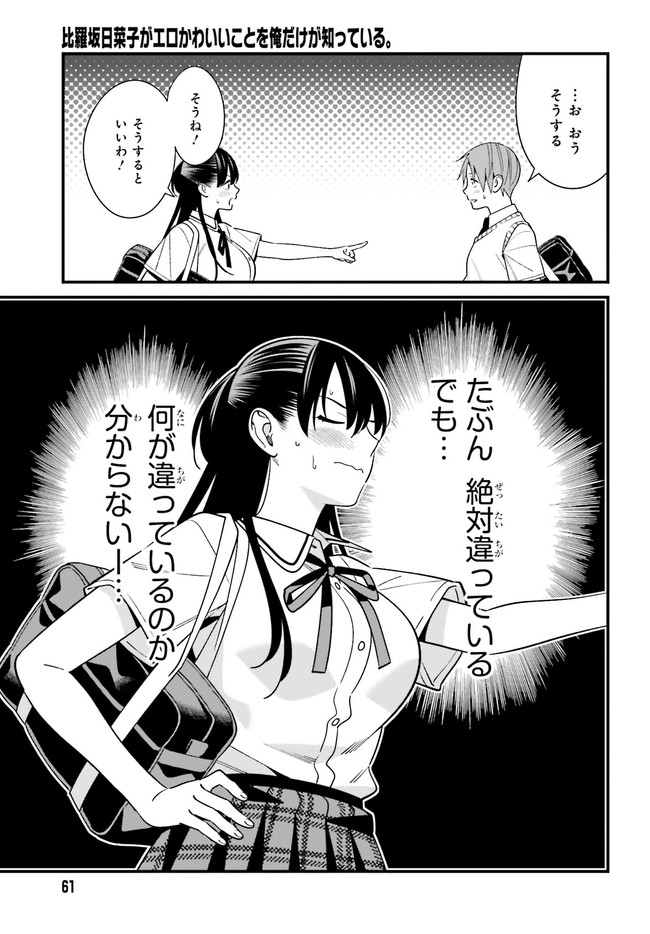 比羅坂日菜子がエロかわいいことを俺だけが知っている。
…お おう
そうする
そうね!
そうすると
いいわ!
たぶん 絶対違っている
でも…
何が違っているのか
分からないー…
61